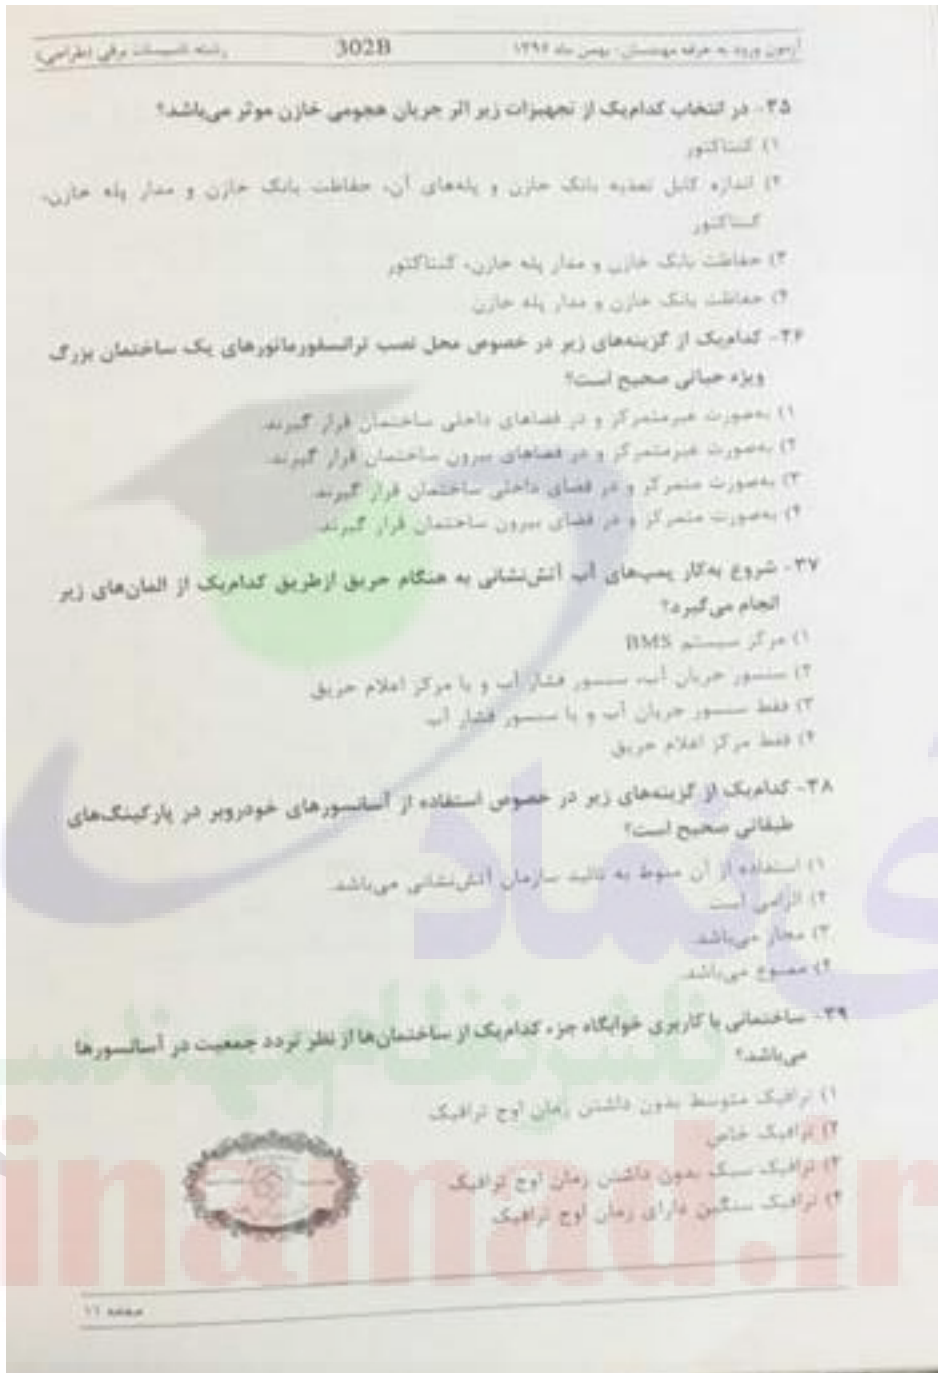 آزمون ورود به حرفه مهندسان - بهمن ماه ۱۳۹۶
302B
رشته تاسیسات برقی (طراحی)
۳۵- در انتخاب کدام‌یک از تجهیزات زیر اثر جریان هجومی خازن موثر می‌باشد؟
۱) کنتاکتور
۲) اندازه کابل تغذیه بانک خازن و پله‌های آن، حفاظت بانک خازن و مدار پله خازن،
کنتاکتور
۳) حفاظت بانک خازن و مدار پله خازن، کنتاکتور
۴) حفاظت بانک خازن و مدار پله خازن
۳۶- کدام‌یک از گزینه‌های زیر در خصوص محل نصب ترانسفورماتورهای یک ساختمان بزرگ
ویژه حیاتی صحیح است؟
۱) به‌صورت غیرمتمرکز و در فضاهای داخلی ساختمان قرار گیرند.
۲) به‌صورت غیرمتمرکز و در فضاهای بیرون ساختمان قرار گیرند.
۳) به‌صورت متمرکز و در فضای داخلی ساختمان قرار گیرند.
۴) به‌صورت متمرکز و در فضای بیرون ساختمان قرار گیرند.
۳۷- شروع به‌کار پمپ‌های آب آتش‌نشانی به هنگام حریق ازطریق کدام‌یک از المان‌های زیر
انجام می‌گیرد؟
۱) مرکز سیستم BMS
۲) سنسور جریان آب، سنسور فشار آب و یا مرکز اعلام حریق
۳) فقط سنسور جریان آب و یا سنسور فشار آب
۴) فقط مرکز اعلام حریق
۳۸- کدام‌یک از گزینه‌های زیر در خصوص استفاده از آسانسورهای خودروبر در پارکینگ‌های
طبقاتی صحیح است؟
۱) استفاده از آن منوط به تائید سازمان آتش‌نشانی می‌باشد.
۲) الزامی است
۳) مجاز می‌باشد.
۴) ممنوع می‌باشد.
۳۹- ساختمانی با کاربری خوابگاه جزء کدام‌یک از ساختمان‌ها از نظر تردد جمعیت در آسانسورها
می‌باشد؟
۱) ترافیک متوسط بدون داشتن زمان اوج ترافیک
۲) ترافیک خاص
۳) ترافیک سبک بدون داشتن زمان اوج ترافیک
۴) ترافیک سنگین دارای زمان اوج ترافیک
صفحه ۱۱
ی نماد
نشر نظام مهندسـ
inamad.ir